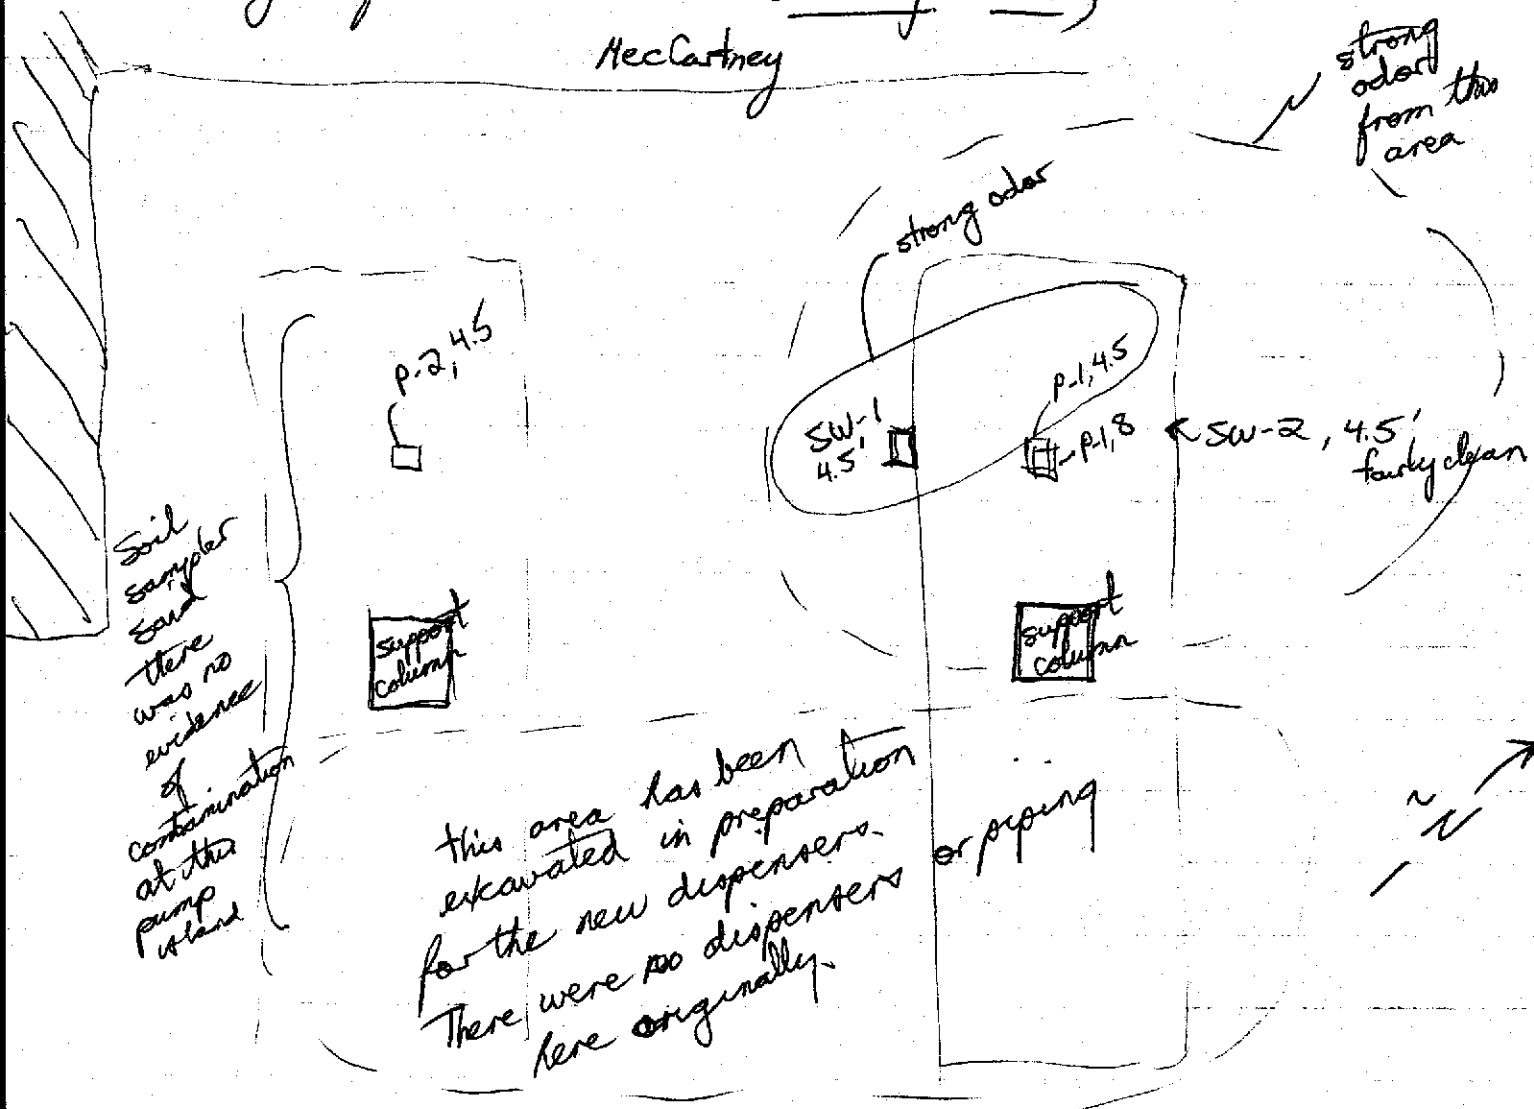 MecCartney
strong
odor
from this
area
strong odor
p-2, 4.5
p-1, 4.5
SW-1
4.5'
p-1, 8
SW-2, 4.5'
fairly clean
Soil
sampler
said
there
was no
evidence
of
contamination
at this
pump
island
support
column
support
column
this area has been
excavated in preparation
for the new dispensers.
There were no dispensers or piping
here originally.
N